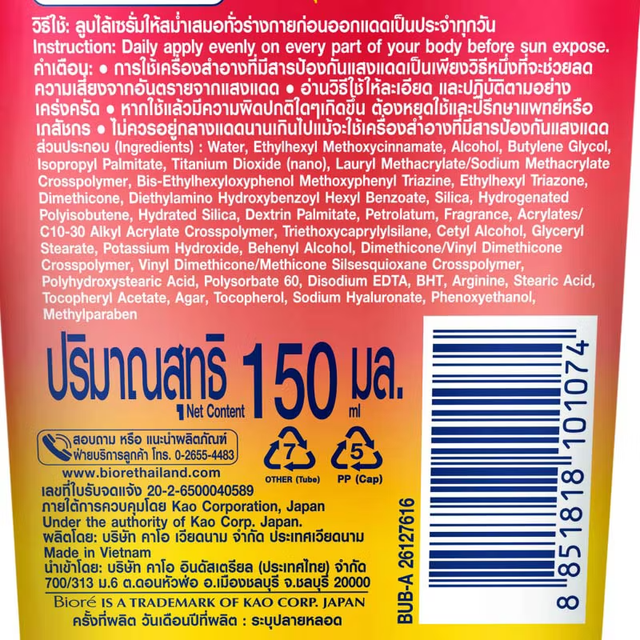 วิธีใช้: ลูบไล้เซรั่มให้สม่ำเสมอทั่วร่างกายก่อนออกแดดเป็นประจำทุกวัน
Instruction: Daily apply evenly on every part of your body before sun expose.
คำเตือน: • การใช้เครื่องสำอางที่มีสารป้องกันแสงแดดเป็นเพียงวิธีหนึ่งที่จะช่วยลด
ความเสี่ยงจากอันตรายจากแสงแดด • อ่านวิธีใช้ให้ละเอียด และปฏิบัติตามอย่าง
เคร่งครัด • หากใช้แล้วมีความผิดปกติใดๆเกิดขึ้น ต้องหยุดใช้และปรึกษาแพทย์หรือ
เภสัชกร • ไม่ควรอยู่กลางแดดนานเกินไปแม้จะใช้เครื่องสำอางที่มีสารป้องกันแสงแดด
ส่วนประกอบ (Ingredients) : Water, Ethylhexyl Methoxycinnamate, Alcohol, Butylene Glycol,
Isopropyl Palmitate, Titanium Dioxide (nano), Lauryl Methacrylate/Sodium Methacrylate
Crosspolymer, Bis-Ethylhexyloxyphenol Methoxyphenyl Triazine, Ethylhexyl Triazone,
Dimethicone, Diethylamino Hydroxybenzoyl Hexyl Benzoate, Silica, Hydrogenated
Polyisobutene, Hydrated Silica, Dextrin Palmitate, Petrolatum, Fragrance, Acrylates/
C10-30 Alkyl Acrylate Crosspolymer, Triethoxycaprylylsilane, Cetyl Alcohol, Glyceryl
Stearate, Potassium Hydroxide, Behenyl Alcohol, Dimethicone/Vinyl Dimethicone
Crosspolymer, Vinyl Dimethicone/Methicone Silsesquioxane Crosspolymer,
Polyhydroxystearic Acid, Polysorbate 60, Disodium EDTA, BHT, Arginine, Stearic Acid,
Tocopheryl Acetate, Agar, Tocopherol, Sodium Hyaluronate, Phenoxyethanol,
Methylparaben
ปริมาณสุทธิ 150 มล.
Net Content ml
สอบถาม หรือ แนะนำผลิตภัณฑ์
ฝ่ายบริการลูกค้า โทร. 0-2655-4483
www.biorethailand.com
7
OTHER (Tube)
5
PP (Cap)
เลขที่ใบรับจดแจ้ง 20-2-6500040589
ภายใต้การควบคุมโดย Kao Corporation, Japan
Under the authority of Kao Corp. Japan.
ผลิตโดย: บริษัท คาโอ เวียดนาม จำกัด ประเทศเวียดนาม
Made in Vietnam
นำเข้าโดย: บริษัท คาโอ อินดัสเตรียล (ประเทศไทย) จำกัด
700/313 ม.6 ต.ดอนหัวฬ่อ อ.เมืองชลบุรี จ.ชลบุรี 20000
Bioré IS A TRADEMARK OF KAO CORP. JAPAN
ครั้งที่ผลิต วันเดือนปีที่ผลิต : ระบุปลายหลอด
BUB-A 26127616
8 851818 101074